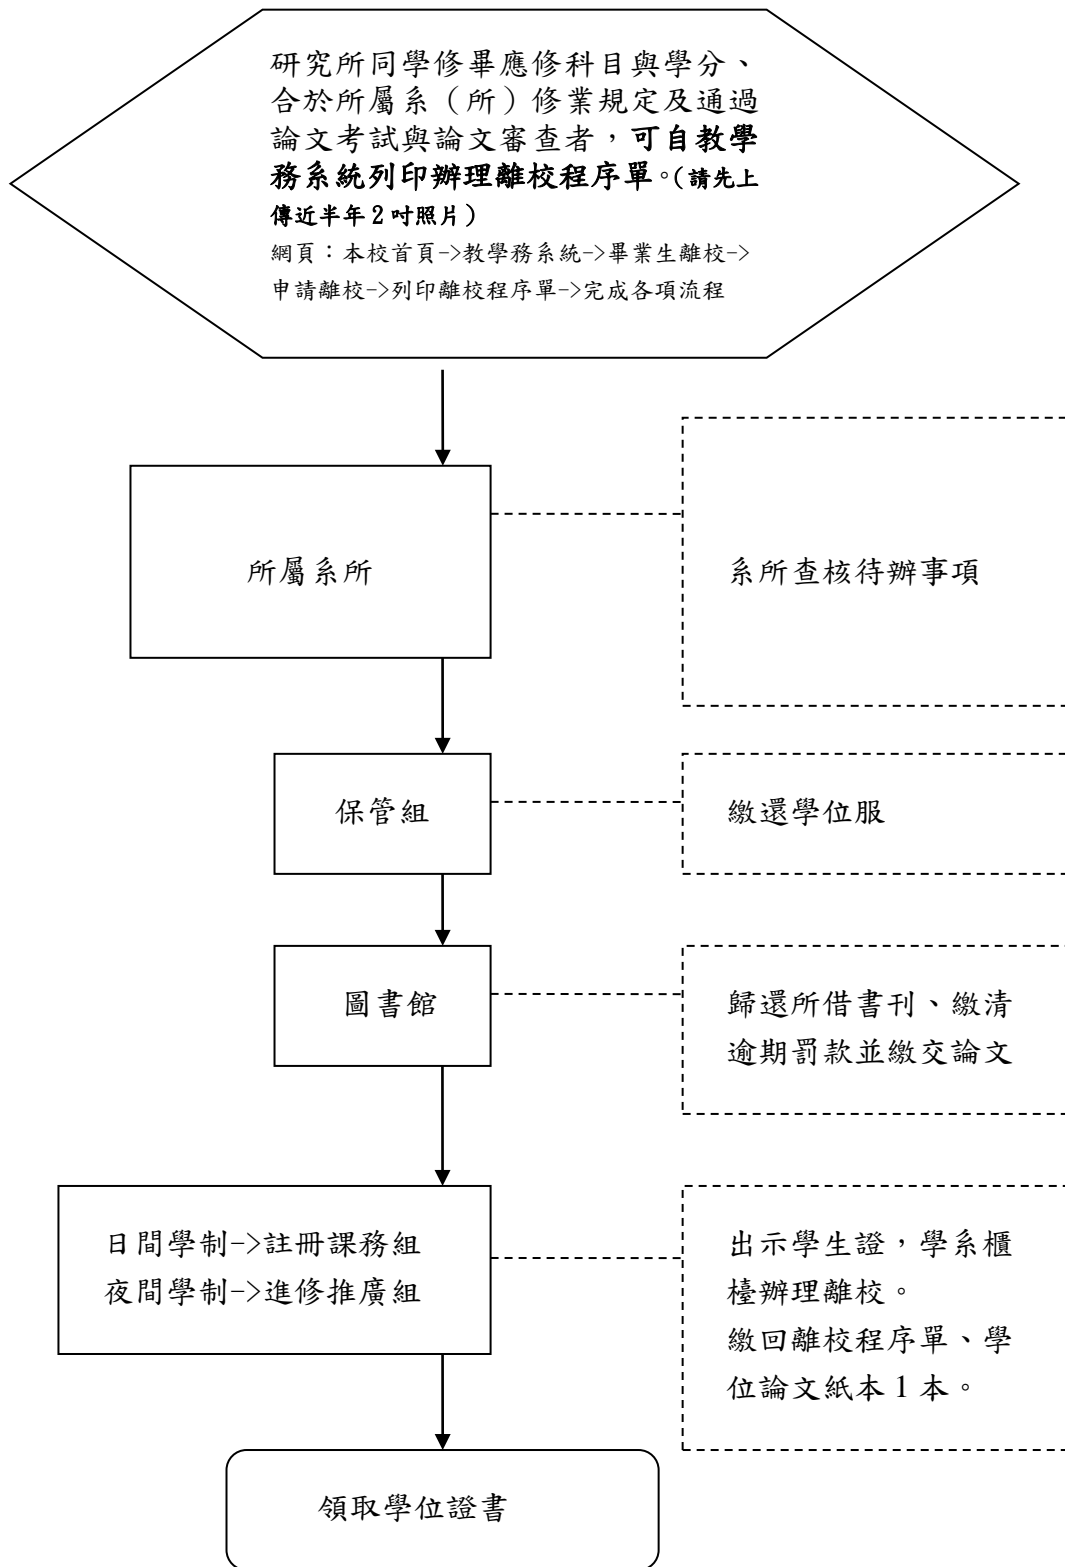 研究所同學修畢應修科目與學分、
合於所屬系（所）修業規定及通過
論文考試與論文審查者，可自教學
務系統列印辦理離校程序單。(請先上
傳近半年2吋照片)
網頁：本校首頁->教學務系統->畢業生離校->
申請離校->列印離校程序單->完成各項流程
所屬系所
系所查核待辦事項
保管組
繳還學位服
圖書館
歸還所借書刊、繳清
逾期罰款並繳交論文
日間學制->註冊課務組
夜間學制->進修推廣組
出示學生證，學系櫃
檯辦理離校。
繳回離校程序單、學
位論文紙本1本。
領取學位證書